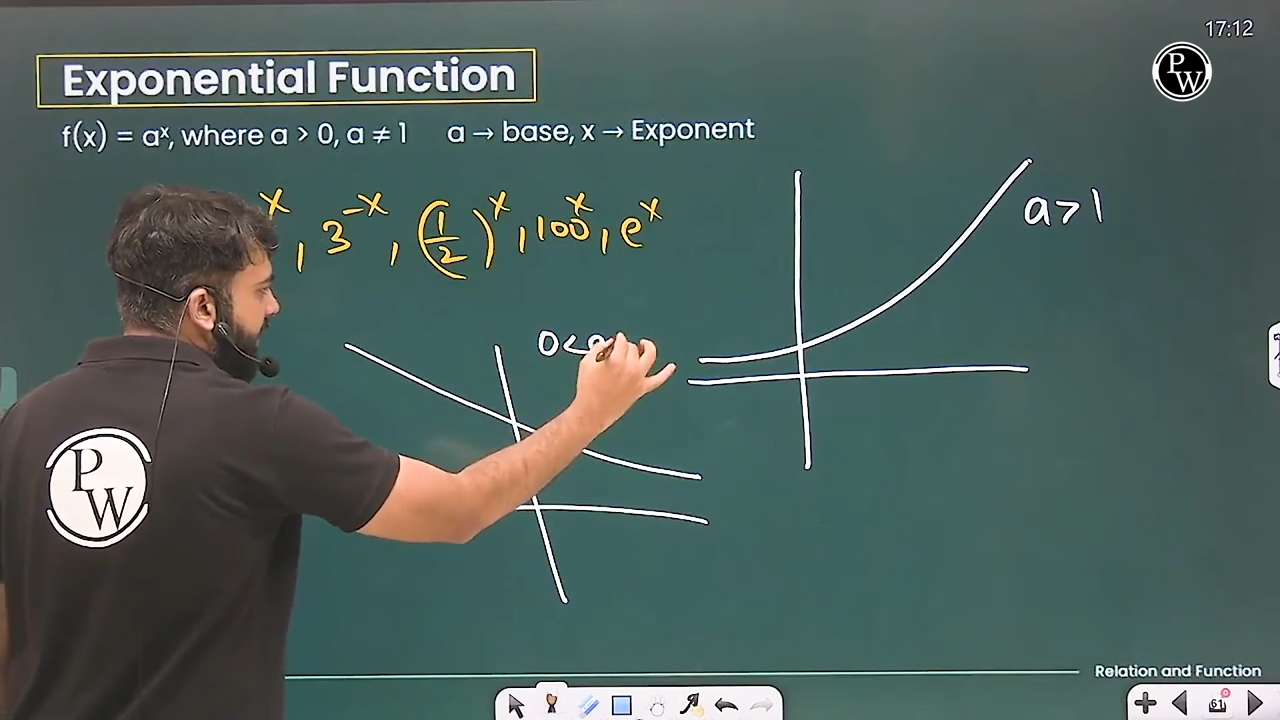 17:12
PW
Exponential Function
f(x) = aˣ, where a > 0, a ≠ 1 a → base, x → Exponent
x, 3⁻ˣ, (1/2)ˣ, 100ˣ, eˣ
a>1
0<a
PW
Relation and Function
61